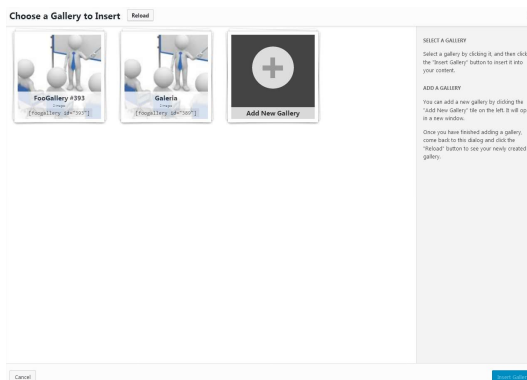 Choose a Gallery to Insert Reload
FooGallery #393
1 image
[foogallery id="393"]
Galeria
1 image
[foogallery id="369"]
Add New Gallery
SELECT A GALLERY
Select a gallery by clicking it, and then click
the "Insert Gallery" button to insert it into
your content.
ADD A GALLERY
You can add a new gallery by clicking the
"Add New Gallery" tile on the left. It will op
in a new window.
Once you have finished adding a gallery,
come back to this dialog and click the
"Reload" button to see your newly created
gallery.
Cancel
Insert Galler